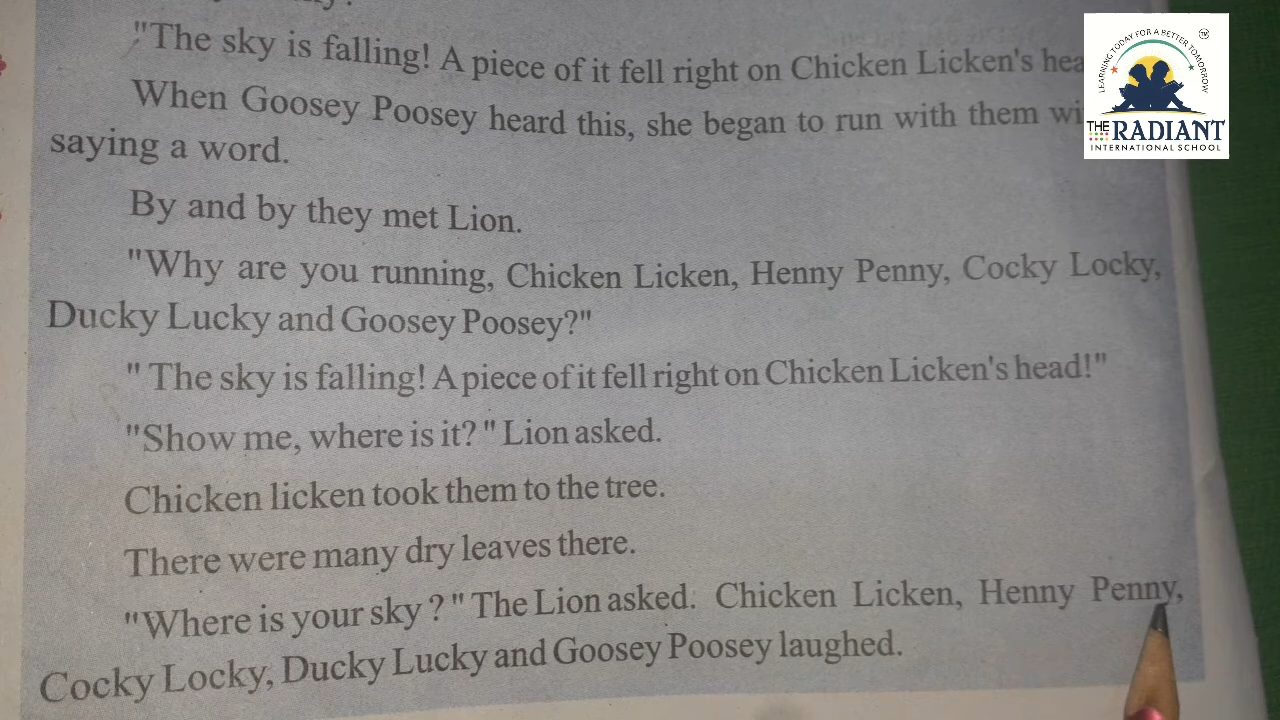 "The sky is falling! A piece of it fell right on Chicken Licken's
When Goosey Poosey heard this, she began to run with them
saying a word.
By and by they met Lion.
"Why are you running, Chicken Licken, Henny Penny, Cocky Locky,
Ducky Lucky and Goosey Poosey?"
" The sky is falling! A piece of it fell right on Chicken Licken's head!"
"Show me, where is it? " Lion asked.
Chicken licken took them to the tree.
There were many dry leaves there.
"Where is your sky ? " The Lion asked. Chicken Licken, Henny Penny,
Cocky Locky, Ducky Lucky and Goosey Poosey laughed.
LEARNING TODAY FOR A BETTER TOMORROW
TM
THE RADIANT
INTERNATIONAL SCHOOL